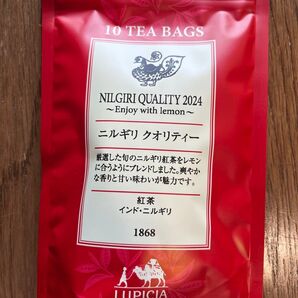 10 TEA BAGS
NILGIRI QUALITY 2024
~Enjoy with lemon~
ニルギリ クオリティー
厳選した旬のニルギリ紅茶をレモン
に合うようにブレンドしました。爽やか
な香りと甘い味わいが魅力です。
紅茶
インド・ニルギリ
1868
LUPICIA